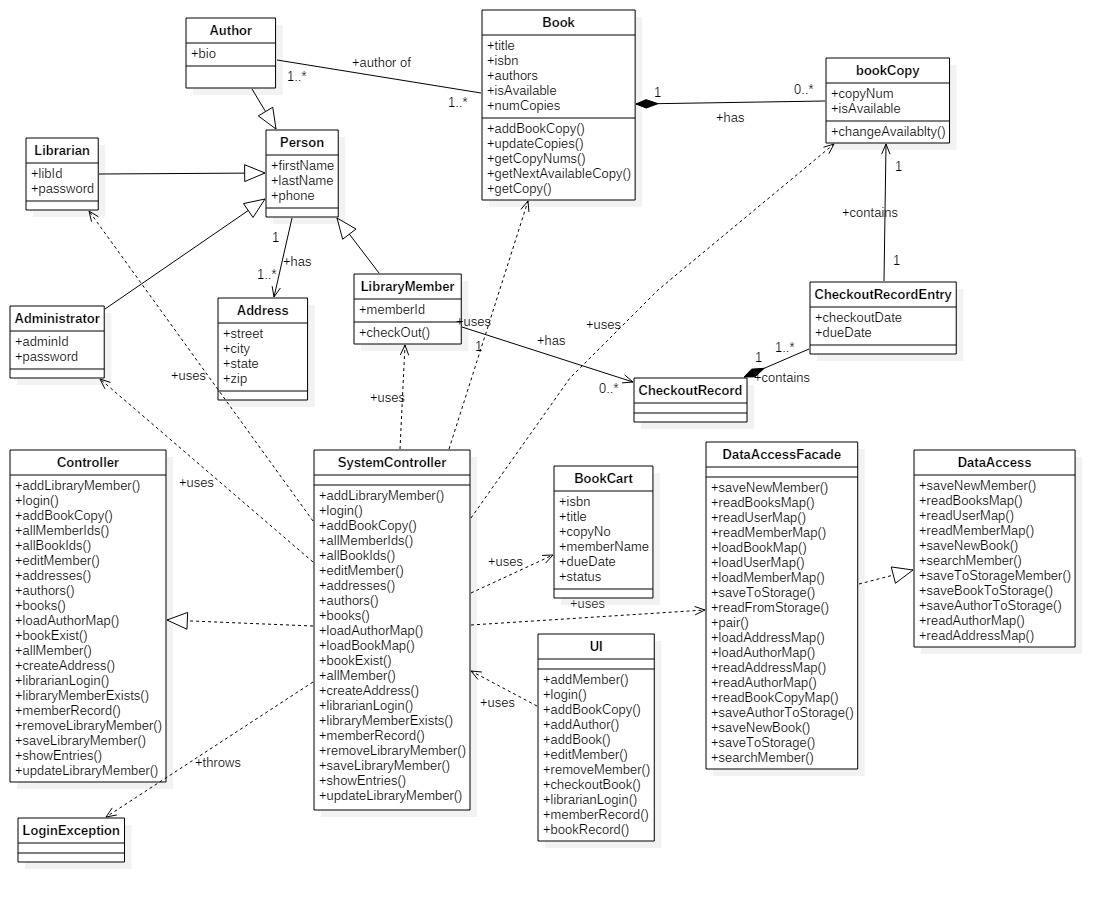 Author
+bio
+author of
1..*
1..*
Book
+title
+isbn
+authors
+isAvailable
+numCopies
+addBookCopy()
+updateCopies()
+getCopyNums()
+getNextAvailableCopy()
+getCopy()
1
0..*
+has
bookCopy
+copyNum
+isAvailable
+changeAvailablty()
Librarian
+libId
+password
Person
+firstName
+lastName
+phone
1
+has
1..*
1
+contains
1
Administrator
+adminId
+password
Address
+street
+city
+state
+zip
LibraryMember
+memberId
+checkOut()
+uses
1
+has
0..*
+uses
CheckoutRecordEntry
+checkoutDate
+dueDate
1..*
1
+contains
CheckoutRecord
+uses
+uses
+uses
Controller
+addLibraryMember()
+login()
+addBookCopy()
+allMemberIds()
+allBookIds()
+editMember()
+addresses()
+authors()
+books()
+loadAuthorMap()
+bookExist()
+allMember()
+createAddress()
+librarianLogin()
+libraryMemberExists()
+memberRecord()
+removeLibraryMember()
+saveLibraryMember()
+showEntries()
+updateLibraryMember()
SystemController
+addLibraryMember()
+login()
+addBookCopy()
+allMemberIds()
+allBookIds()
+editMember()
+addresses()
+authors()
+books()
+loadAuthorMap()
+loadBookMap()
+bookExist()
+allMember()
+createAddress()
+librarianLogin()
+libraryMemberExists()
+memberRecord()
+removeLibraryMember()
+saveLibraryMember()
+showEntries()
+updateLibraryMember()
+uses
BookCart
+isbn
+title
+copyNo
+memberName
+dueDate
+status
+uses
UI
+addMember()
+login()
+addBookCopy()
+addAuthor()
+addBook()
+editMember()
+removeMember()
+checkoutBook()
+librarianLogin()
+memberRecord()
+bookRecord()
+uses
DataAccessFacade
+saveNewMember()
+readBooksMap()
+readUserMap()
+readMemberMap()
+loadBookMap()
+loadUserMap()
+loadMemberMap()
+saveToStorage()
+readFromStorage()
+pair()
+loadAddressMap()
+loadAuthorMap()
+readAddressMap()
+readAuthorMap()
+readBookCopyMap()
+saveAuthorToStorage()
+saveNewBook()
+saveToStorage()
+searchMember()
DataAccess
+saveNewMember()
+readBooksMap()
+readUserMap()
+readMemberMap()
+saveNewBook()
+searchMember()
+saveToStorageMember()
+saveBookToStorage()
+saveAuthorToStorage()
+readAuthorMap()
+readAddressMap()
+throws
LoginException